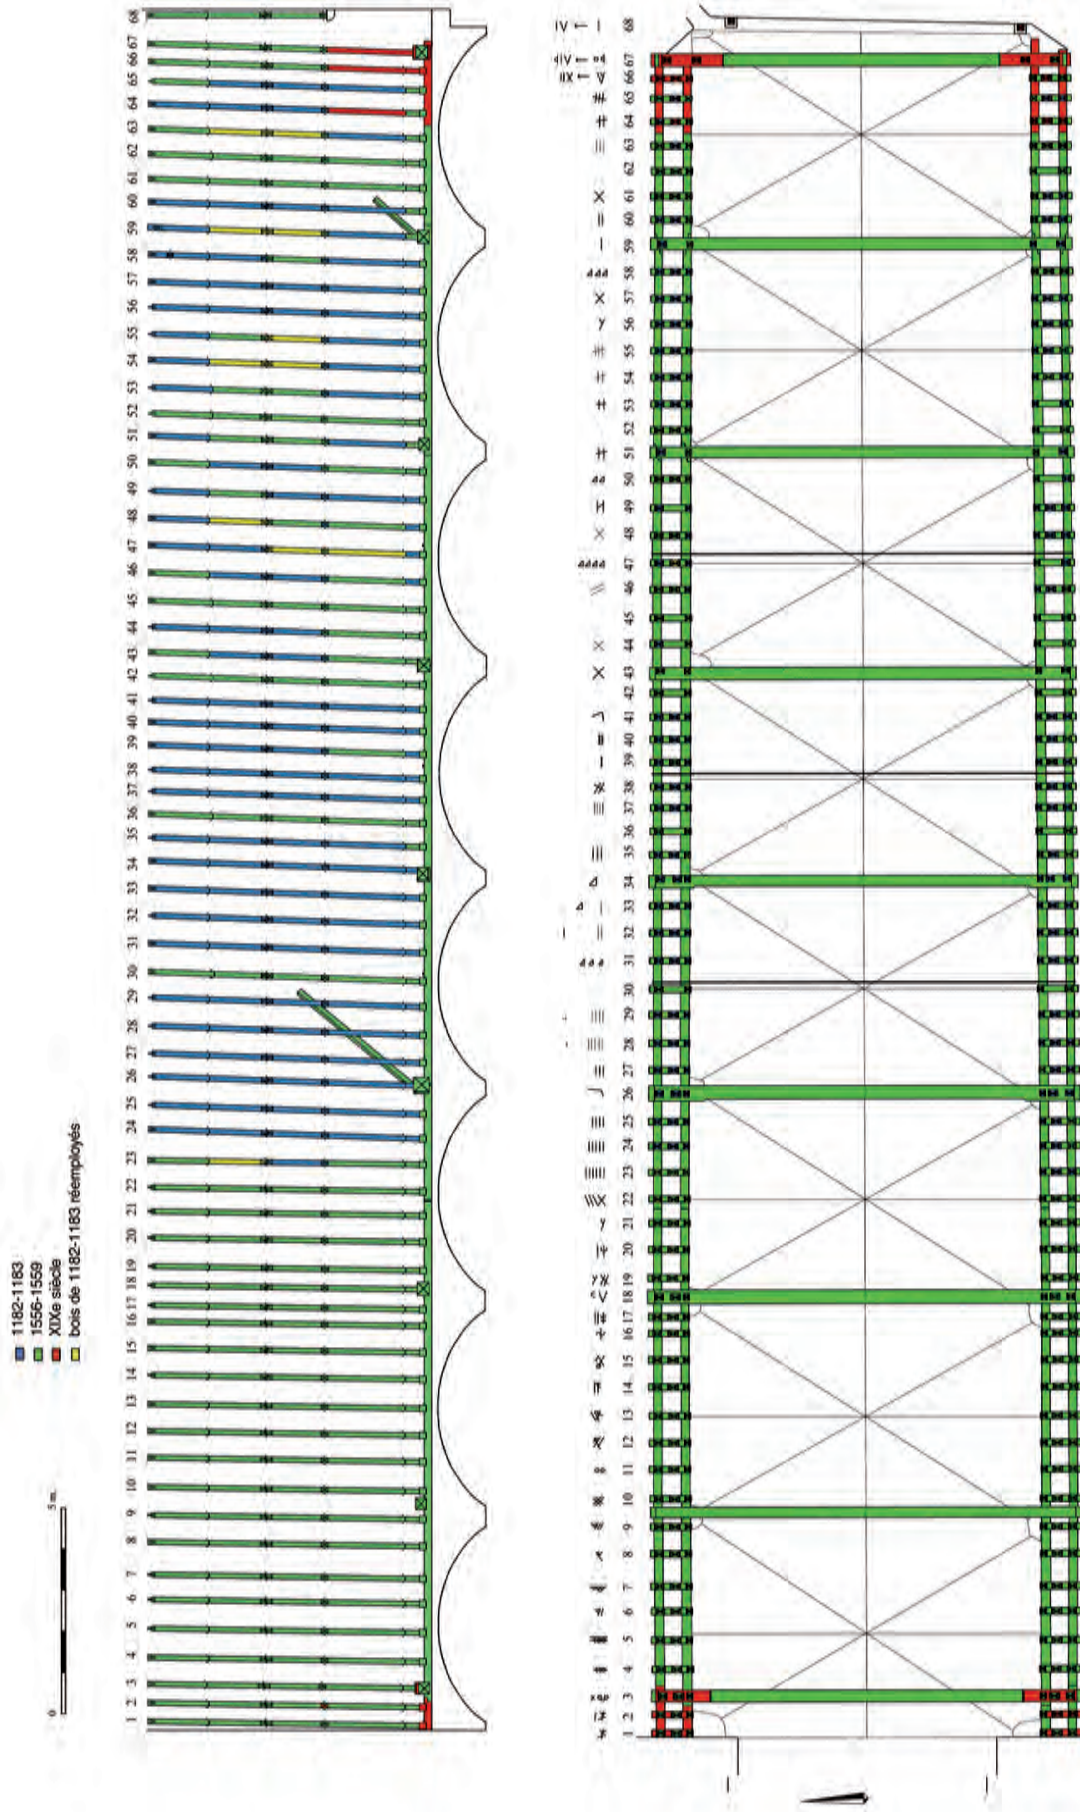 1182-1183
1556-1559
XIXe siècle
bois de 1182-1183 réemployés
0 5 m.
1 2 3 4 5 6 7 8 9 10 11 12 13 14 15 16 17 18 19 20 21 22 23 24 25 26 27 28 29 30 31 32 33 34 35 36 37 38 39 40 41 42 43 44 45 46 47 48 49 50 51 52 53 54 55 56 57 58 59 60 61 62 63 64 65 66 67 68
1 2 3 4 5 6 7 8 9 10 11 12 13 14 15 16 17 18 19 20 21 22 23 24 25 26 27 28 29 30 31 32 33 34 35 36 37 38 39 40 41 42 43 44 45 46 47 48 49 50 51 52 53 54 55 56 57 58 59 60 61 62 63 64 65 66 67 68